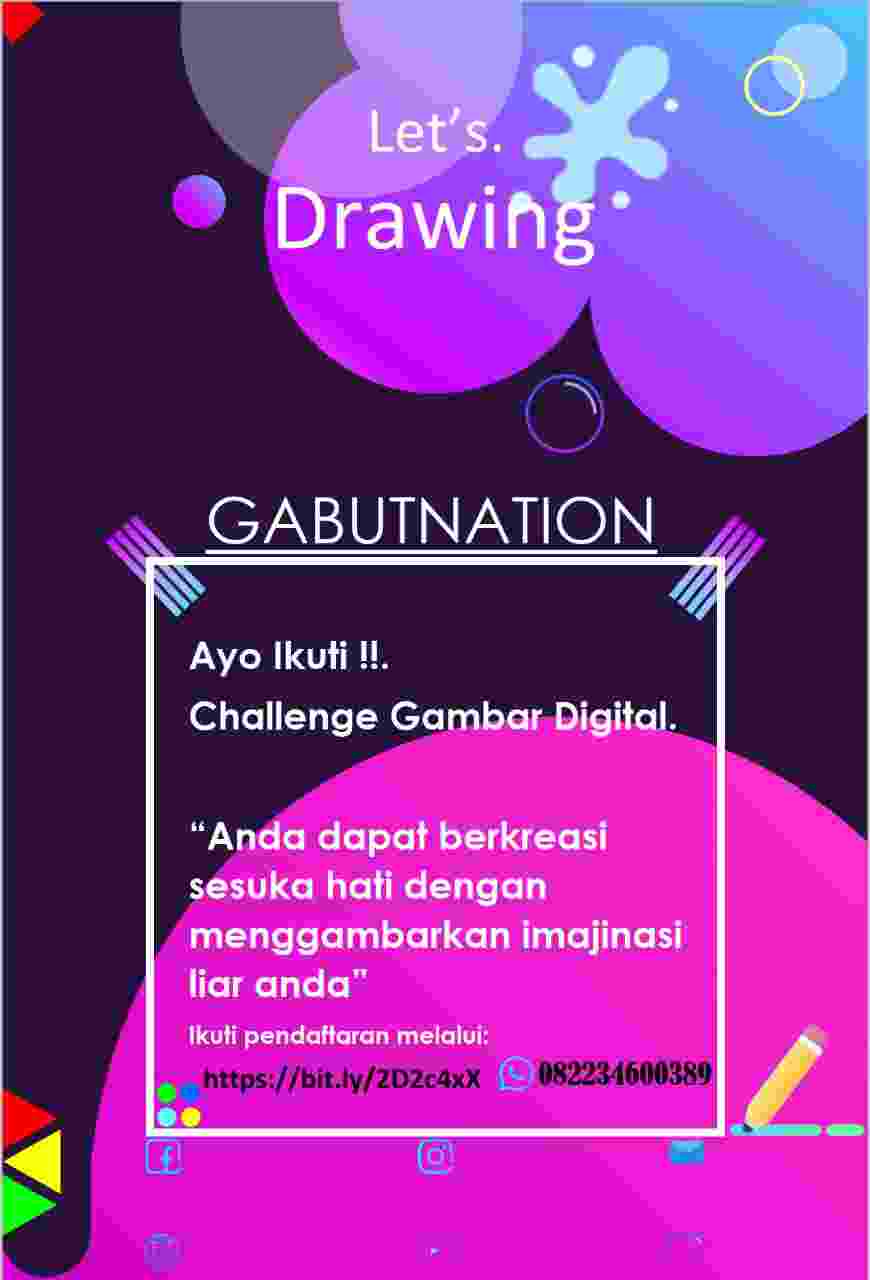 Let's.
Drawing
GABUTNATION
Ayo Ikuti !!.
Challenge Gambar Digital.
“Anda dapat berkreasi
sesuka hati dengan
menggambarkan imajinasi
liar anda”
Ikuti pendaftaran melalui:
https://bit.ly/2D2c4xX 082234600389